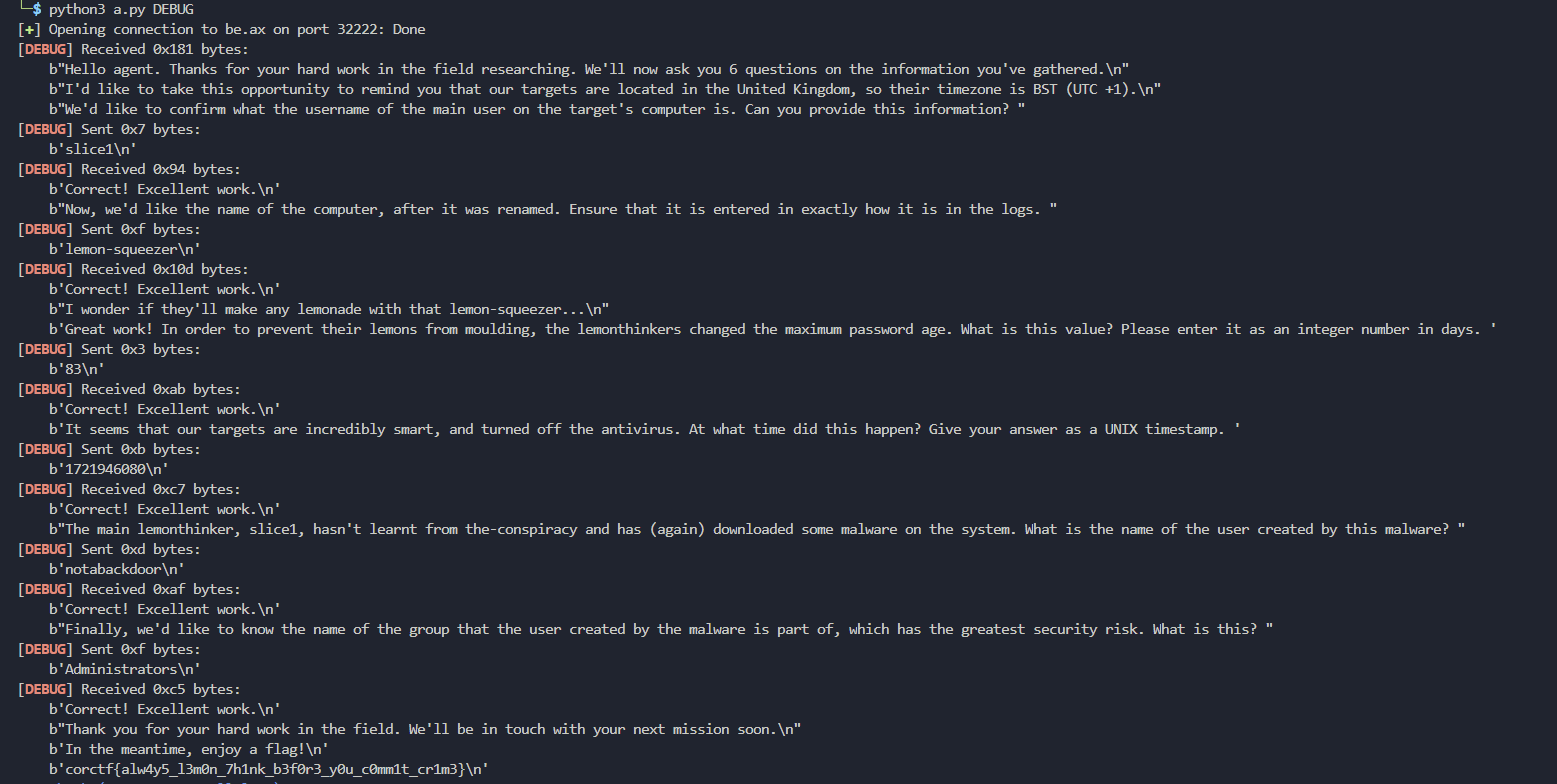 └─$ python3 a.py DEBUG
[+] Opening connection to be.ax on port 32222: Done
[DEBUG] Received 0x181 bytes:
b"Hello agent. Thanks for your hard work in the field researching. We'll now ask you 6 questions on the information you've gathered.\n"
b"I'd like to take this opportunity to remind you that our targets are located in the United Kingdom, so their timezone is BST (UTC +1).\n"
b"We'd like to confirm what the username of the main user on the target's computer is. Can you provide this information? "
[DEBUG] Sent 0x7 bytes:
b'slice1\n'
[DEBUG] Received 0x94 bytes:
b'Correct! Excellent work.\n'
b"Now, we'd like the name of the computer, after it was renamed. Ensure that it is entered in exactly how it is in the logs. "
[DEBUG] Sent 0xf bytes:
b'lemon-squeezer\n'
[DEBUG] Received 0x10d bytes:
b'Correct! Excellent work.\n'
b"I wonder if they'll make any lemonade with that lemon-squeezer...\n"
b'Great work! In order to prevent their lemons from moulding, the lemonthinkers changed the maximum password age. What is this value? Please enter it as an integer number in days. '
[DEBUG] Sent 0x3 bytes:
b'83\n'
[DEBUG] Received 0xab bytes:
b'Correct! Excellent work.\n'
b'It seems that our targets are incredibly smart, and turned off the antivirus. At what time did this happen? Give your answer as a UNIX timestamp. '
[DEBUG] Sent 0xb bytes:
b'1721946080\n'
[DEBUG] Received 0xc7 bytes:
b'Correct! Excellent work.\n'
b"The main lemonthinker, slice1, hasn't learnt from the-conspiracy and has (again) downloaded some malware on the system. What is the name of the user created by this malware? "
[DEBUG] Sent 0xd bytes:
b'notabackdoor\n'
[DEBUG] Received 0xaf bytes:
b'Correct! Excellent work.\n'
b"Finally, we'd like to know the name of the group that the user created by the malware is part of, which has the greatest security risk. What is this? "
[DEBUG] Sent 0xf bytes:
b'Administrators\n'
[DEBUG] Received 0xc5 bytes:
b'Correct! Excellent work.\n'
b"Thank you for your hard work in the field. We'll be in touch with your next mission soon.\n"
b'In the meantime, enjoy a flag!\n'
b'corctf{alw4y5_l3m0n_7h1nk_b3f0r3_y0u_c0mm1t_cr1m3}\n'